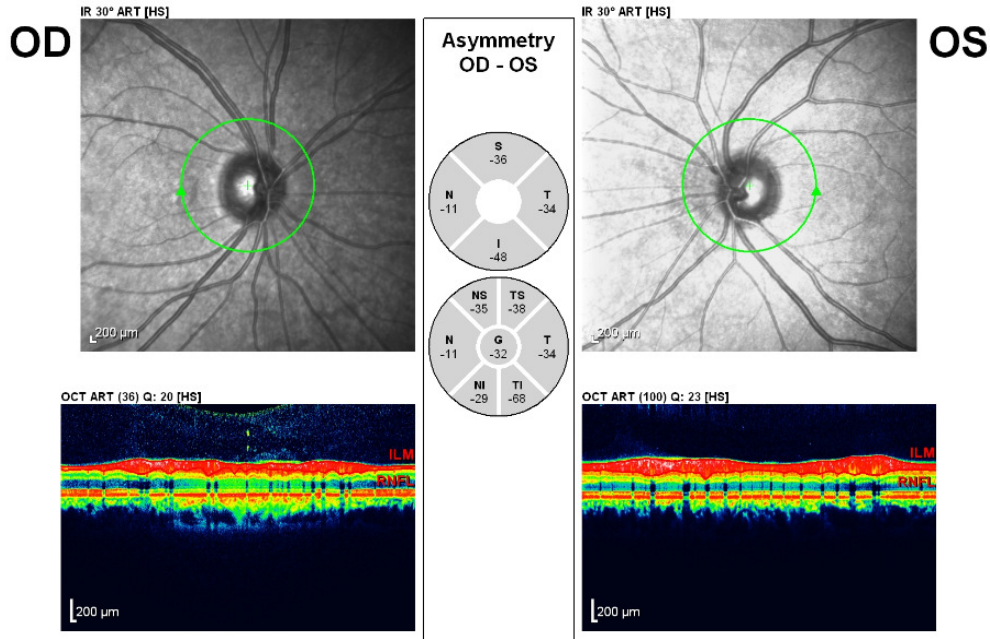 IR 30° ART [HS]
OD
200 µm
OCT ART (36) Q: 20 [HS]
ILM
RNFL
200 µm
Asymmetry
OD - OS
S
-36
N
-11
T
-34
I
-48
NS
-35
TS
-38
N
-11
G
-32
T
-34
NI
-29
TI
-68
IR 30° ART [HS]
OS
200 µm
OCT ART (100) Q: 23 [HS]
ILM
RNFL
200 µm